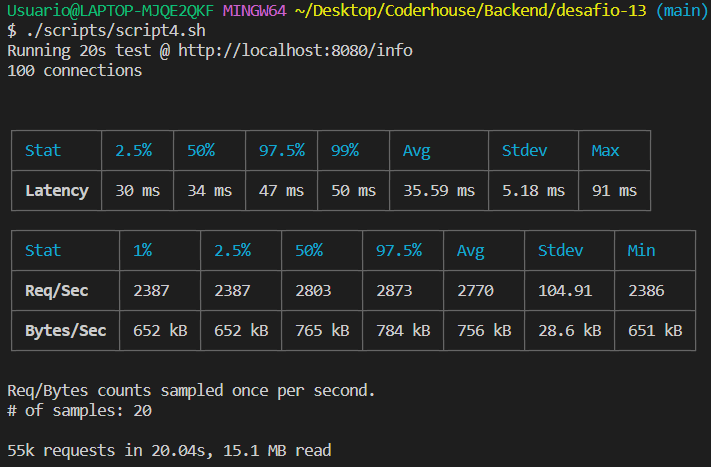 Usuario@LAPTOP-MJQE2QKF MINGW64 ~/Desktop/Coderhouse/Backend/desafio-13 (main)
$ ./scripts/script4.sh
Running 20s test @ http://localhost:8080/info
100 connections
Stat 2.5% 50% 97.5% 99% Avg Stdev Max
Latency 30 ms 34 ms 47 ms 50 ms 35.59 ms 5.18 ms 91 ms
Stat 1% 2.5% 50% 97.5% Avg Stdev Min
Req/Sec 2387 2387 2803 2873 2770 104.91 2386
Bytes/Sec 652 kB 652 kB 765 kB 784 kB 756 kB 28.6 kB 651 kB
Req/Bytes counts sampled once per second.
# of samples: 20
55k requests in 20.04s, 15.1 MB read